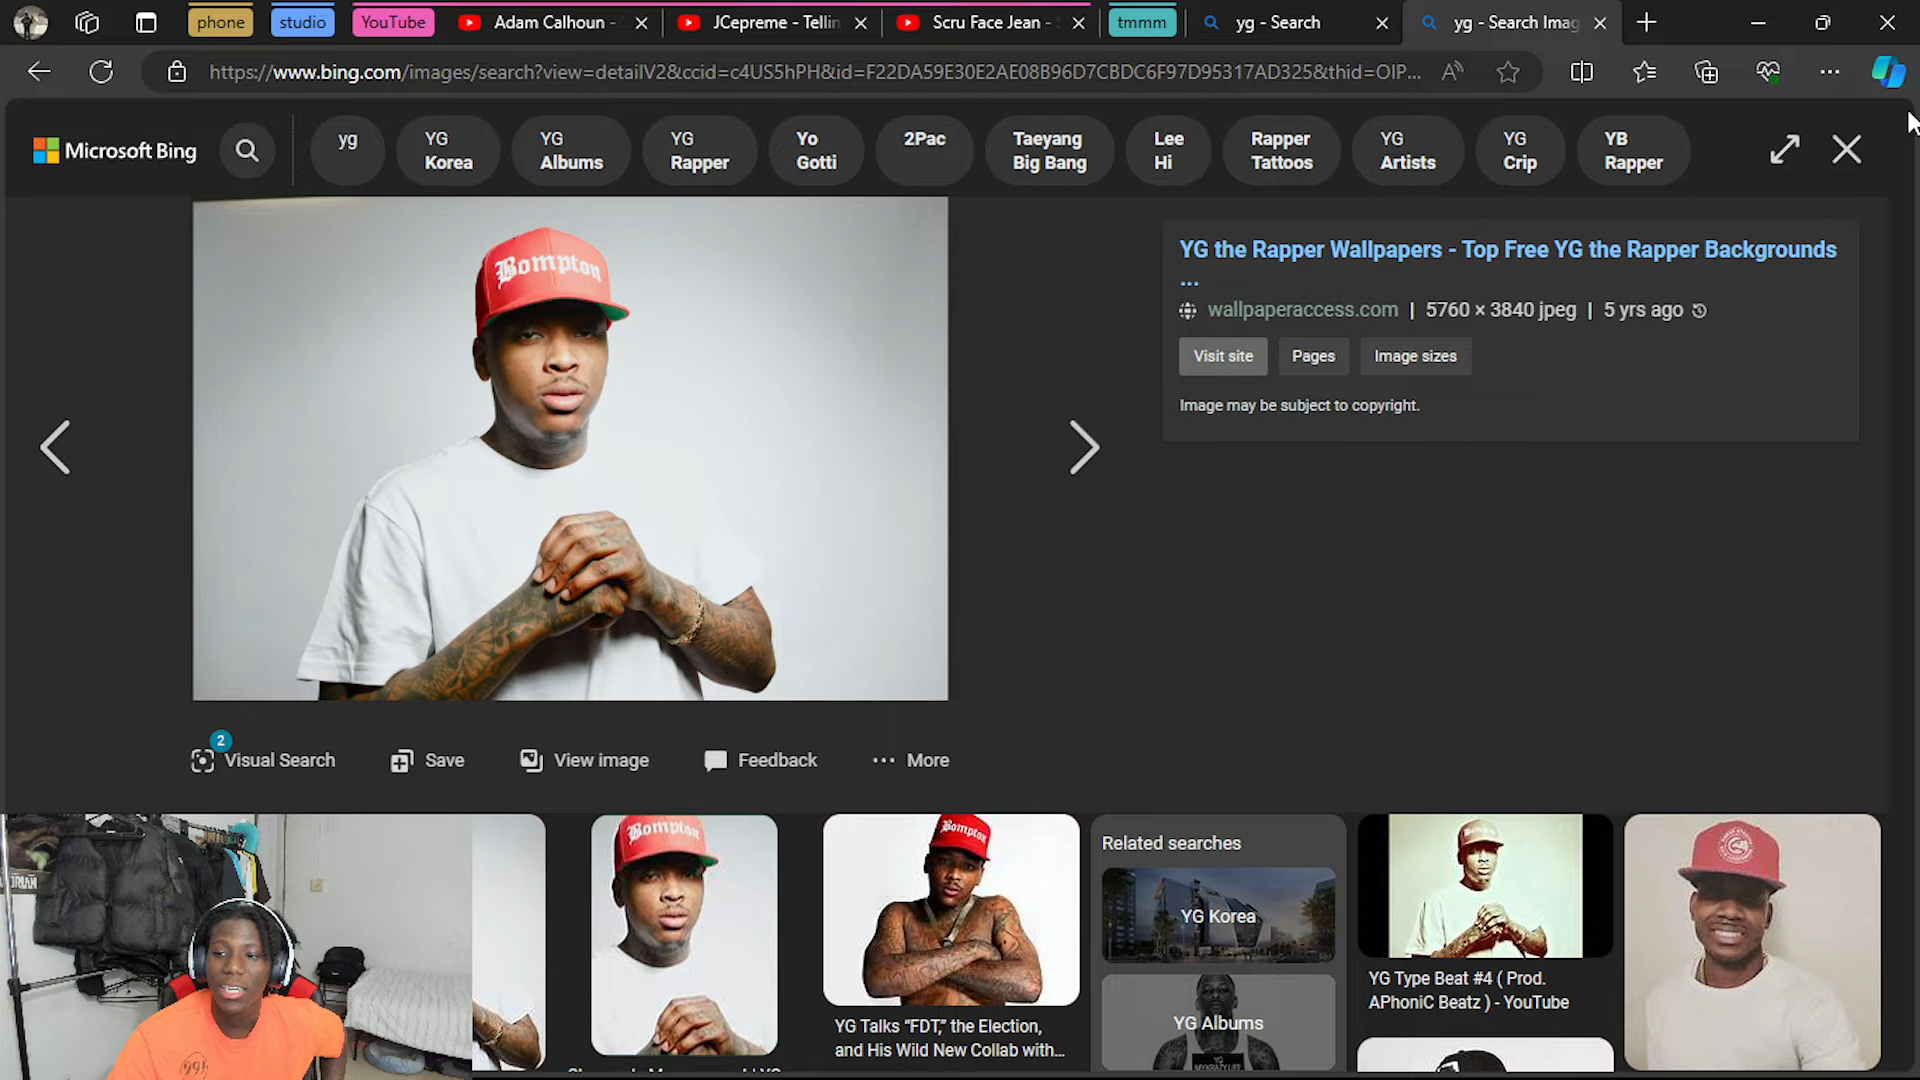 phone
studio
YouTube
Adam Calhoun -
JCepreme - Tellin
Scru Face Jean -
tmmm
yg - Search
yg - Search Imag
https://www.bing.com/images/search?view=detailV2&ccid=c4US5hPH&id=F22DA59E30E2AE08B96D7CBDC6F97D95317AD325&thid=OIP...
Microsoft Bing
yg
YG
Korea
YG
Albums
YG
Rapper
Yo
Gotti
2Pac
Taeyang
Big Bang
Lee
Hi
Rapper
Tattoos
YG
Artists
YG
Crip
YB
Rapper
Bompton
YG the Rapper Wallpapers - Top Free YG the Rapper Backgrounds
...
wallpaperaccess.com | 5760 × 3840 jpeg | 5 yrs ago
Visit site
Pages
Image sizes
Image may be subject to copyright.
2
Visual Search
Save
View image
Feedback
More
Bompton
Bompton
YG Talks “FDT,” the Election,
and His Wild New Collab with...
Related searches
YG Korea
YG Albums
YG Type Beat #4 ( Prod.
APhoniC Beatz ) - YouTube